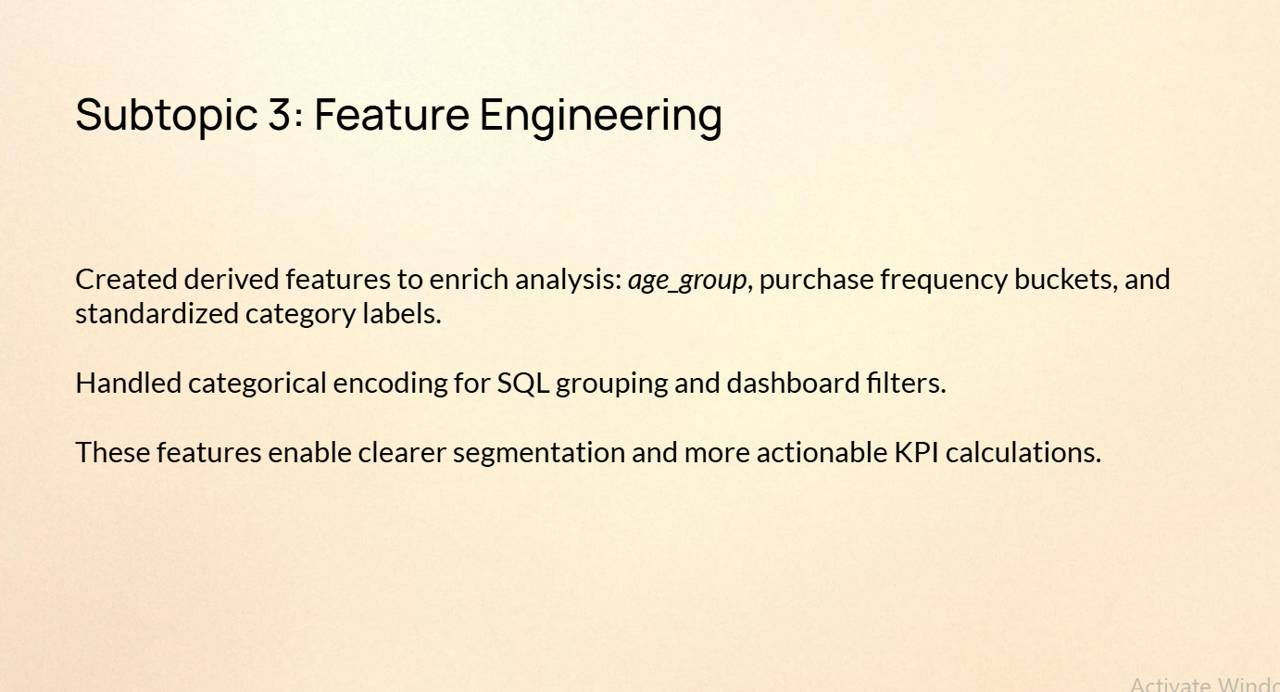 Subtopic 3: Feature Engineering
Created derived features to enrich analysis: age_group, purchase frequency buckets, and
standardized category labels.
Handled categorical encoding for SQL grouping and dashboard filters.
These features enable clearer segmentation and more actionable KPI calculations.
Activate